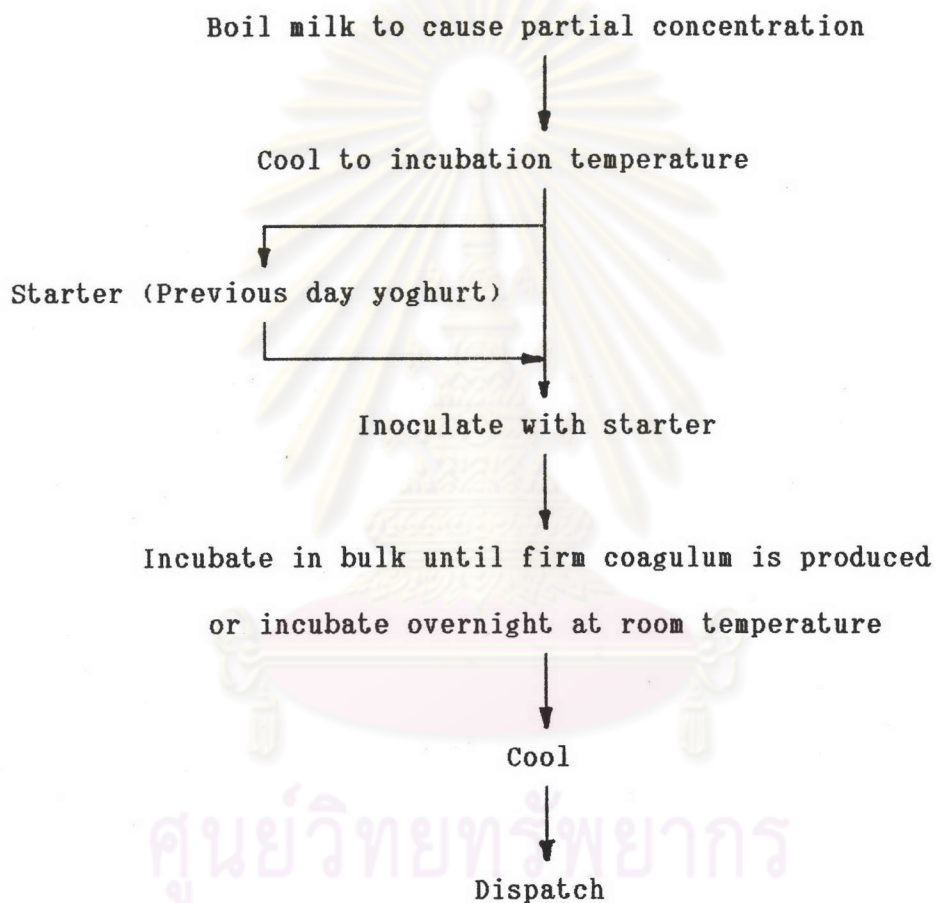 Boil milk to cause partial concentration
Cool to incubation temperature
Starter (Previous day yoghurt)
Inoculate with starter
Incubate in bulk until firm coagulum is produced
or incubate overnight at room temperature
Cool
ศูนย์วิทยทรัพยากร
Dispatch